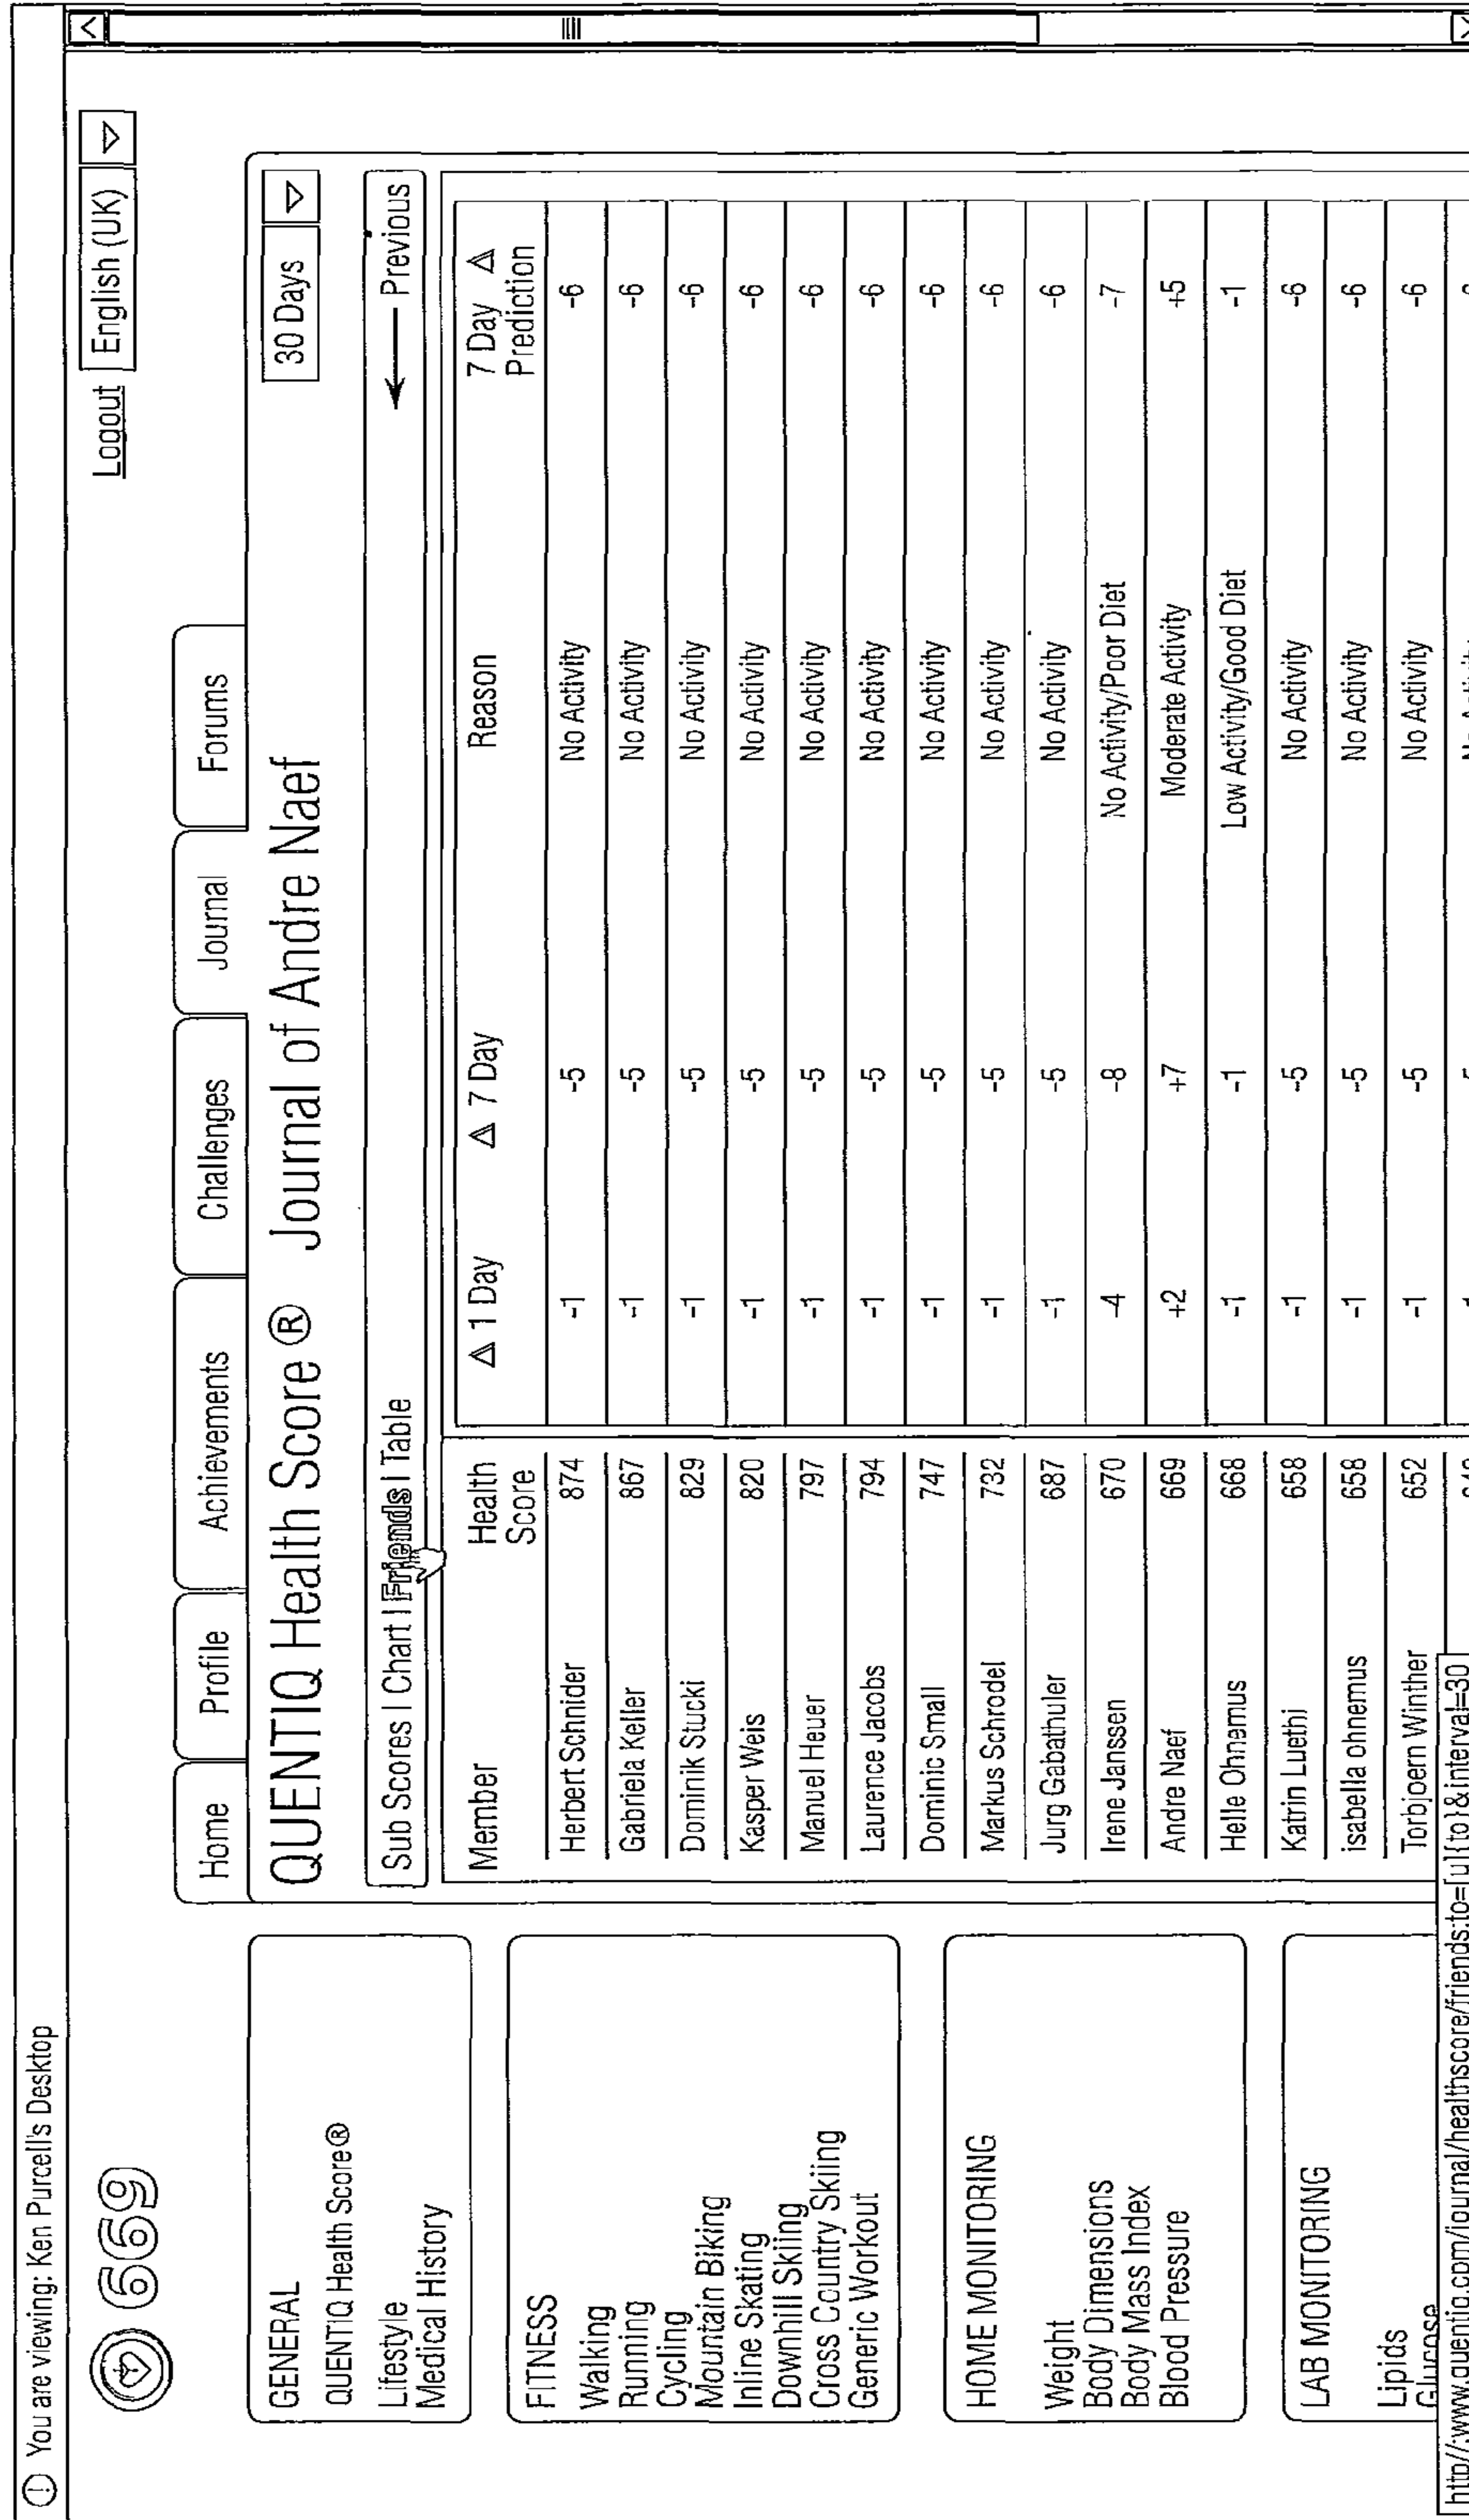 You are viewing: Ken Purcell's Desktop
669
Logout | English (UK)
Home Profile Achievements Challenges Journal Forums
QUENTIQ Health Score ® Journal of Andre Naef 30 Days
Sub Scores | Chart | Friends | Table Previous
GENERAL
QUENTIQ Health Score®
Lifestyle
Medical History
FITNESS
Walking
Running
Cycling
Mountain Biking
Inline Skating
Downhill Skiing
Cross Country Skiing
Generic Workout
HOME MONITORING
Weight
Body Dimensions
Body Mass Index
Blood Pressure
LAB MONITORING
Lipids
Glucose
Member Health Score Δ 1 Day Δ 7 Day Reason 7 Day Δ Prediction
Herbert Schnider 874 -1 -5 No Activity -6
Gabriela Keller 867 -1 -5 No Activity -6
Dominik Stucki 829 -1 -5 No Activity -6
Kasper Weis 820 -1 -5 No Activity -6
Manuel Heuer 797 -1 -5 No Activity -6
Laurence Jacobs 794 -1 -5 No Activity -6
Dominic Small 747 -1 -5 No Activity -6
Markus Schrodel 732 -1 -5 No Activity -6
Jurg Gabathuler 687 -1 -5 No Activity -6
Irene Janssen 670 -4 -8 No Activity/Poor Diet -7
Andre Naef 669 +2 +7 Moderate Activity +5
Helle Ohnemus 668 -1 -1 Low Activity/Good Diet -1
Katrin Luethi 658 -1 -5 No Activity -6
isabella ohnemus 658 -1 -5 No Activity -6
Torbjoern Winther 652 -1 -5 No Activity -6
No Activity